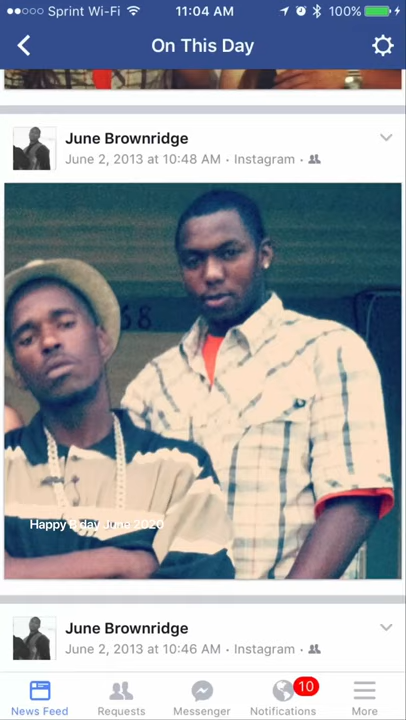 Sprint Wi-Fi 11:04 AM 100%
On This Day
June Brownridge
June 2, 2013 at 10:48 AM · Instagram ·
68
Happy B day June 2020
June Brownridge
June 2, 2013 at 10:46 AM · Instagram ·
10
News Feed Requests Messenger Notifications More